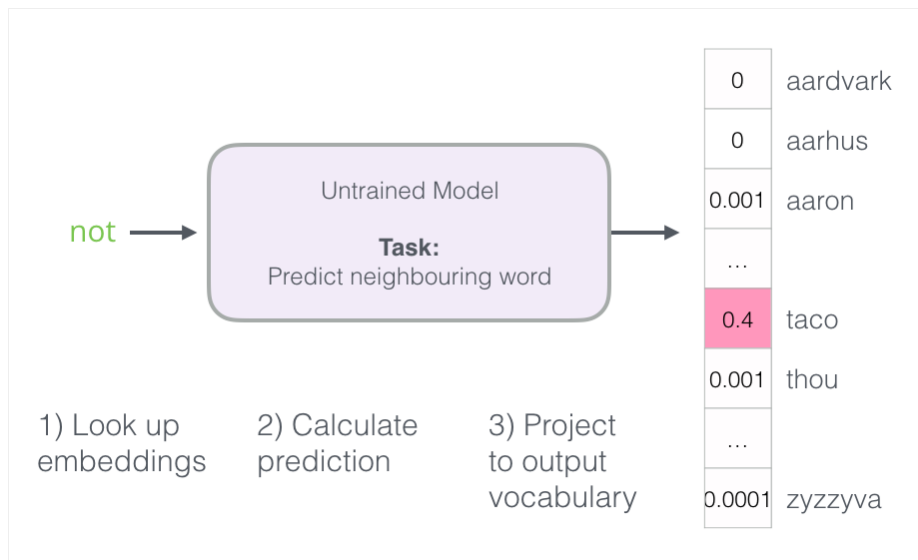 not
Untrained Model
Task:
Predict neighbouring word
0 aardvark
0 aarhus
0.001 aaron
...
0.4 taco
0.001 thou
...
0.0001 zyzzyva
1) Look up
embeddings
2) Calculate
prediction
3) Project
to output
vocabulary